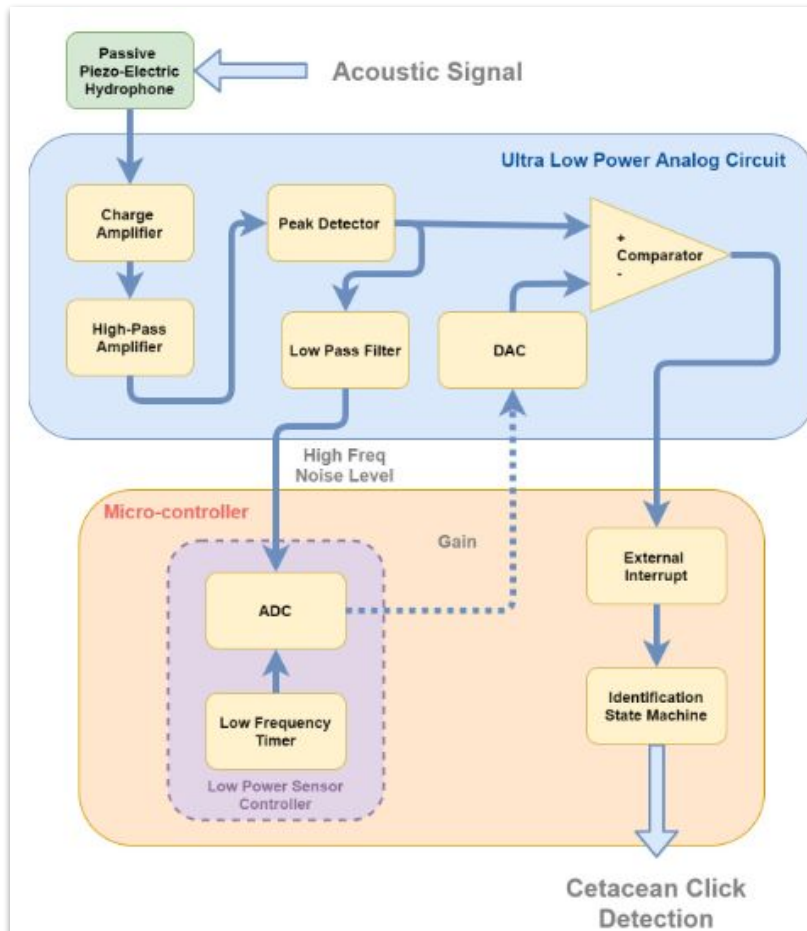 Passive
Piezo-Electric
Hydrophone
Acoustic Signal
Ultra Low Power Analog Circuit
Charge
Amplifier
Peak Detector
+
Comparator
-
High-Pass
Amplifier
Low Pass Filter
DAC
High Freq
Noise Level
Micro-controller
Gain
External
Interrupt
ADC
Identification
State Machine
Low Frequency
Timer
Low Power Sensor
Controller
Cetacean Click
Detection